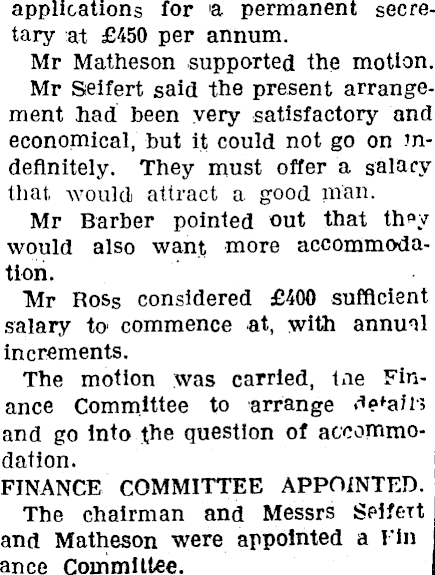 applications for a permanent secre-
tary at £450 per annum.
Mr Matheson supported the motion.
Mr Seifert said the present arrange-
ment had been very satisfactory and
economical, but it could not go on in-
definitely. They must offer a salary
that would attract a good man.
Mr Barber pointed out that they
would also want more accommoda-
tion.
Mr Ross considered £400 sufficient
salary to commence at, with annual
increments.
The motion was carried, the Fin-
ance Committee to arrange details
and go into the question of accommo-
dation.
FINANCE COMMITTEE APPOINTED.
The chairman and Messrs Seifert
and Matheson were appointed a Fin
ance Committee.